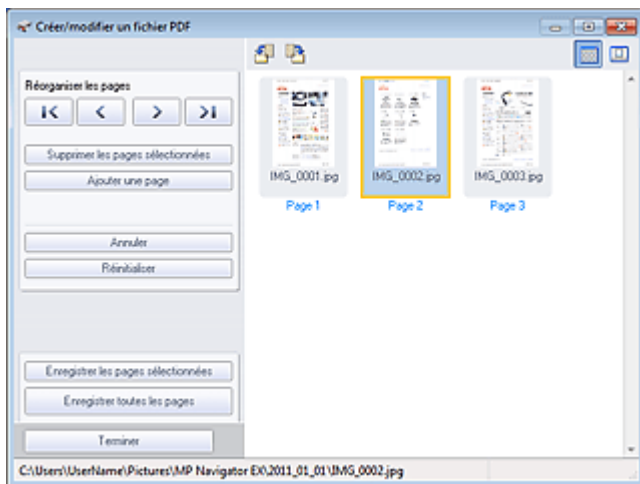 Créer/modifier un fichier PDF
Réorganiser les pages
Supprimer les pages sélectionnées
Ajouter une page
Annuler
Réinitialiser
Enregistrer les pages sélectionnées
Enregistrer toutes les pages
Terminer
IMG_0001.jpg
IMG_0002.jpg
IMG_0003.jpg
Page 1
Page 2
Page 3
C:\Users\UserName\Pictures\MP Navigator EX\2011_01_01\IMG_0002.jpg